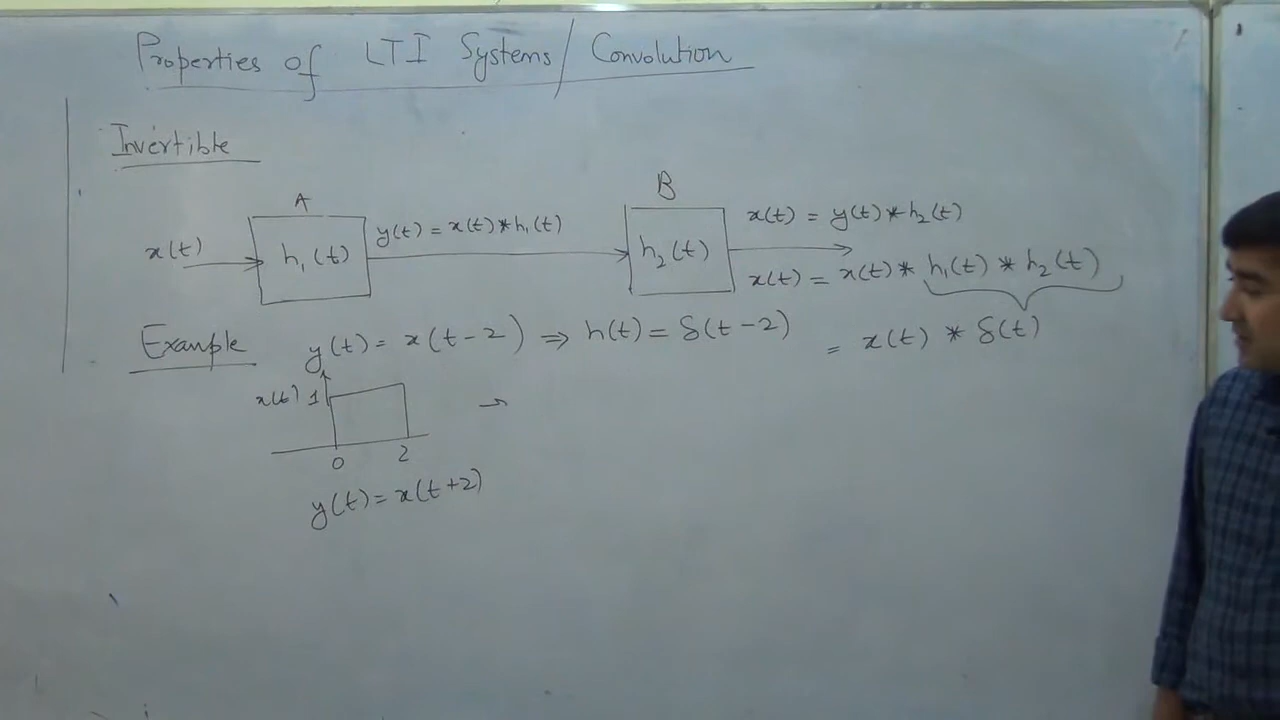 Properties of LTI Systems/Convolution
Invertible
A
B
x(t)
h₁(t)
y(t) = x(t)*h₁(t)
h₂(t)
x(t) = y(t)*h₂(t)
x(t) = x(t)* h₁(t) * h₂(t)
= x(t) * δ(t)
Example
y(t) = x(t-2) ⇒ h(t) = δ(t-2)
x(t) 1
0 2
y(t) = x(t+2)